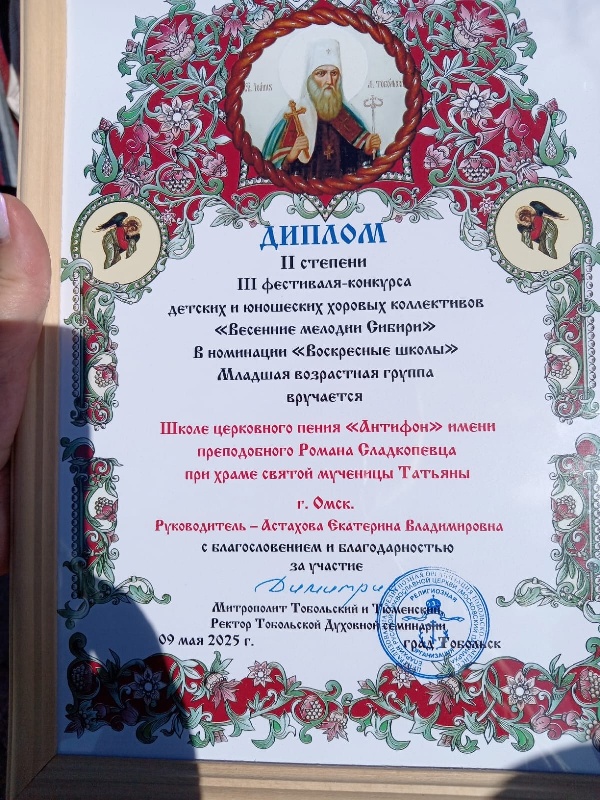 ДИПЛОМ
II степени
III фестиваля-конкурса
детских и юношеских хоровых коллективов
«Весенние мелодии Сибири»
В номинации «Воскресные школы»
Младшая возрастная группа
вручается
Школе церковного пения «Антифон» имени
преподобного Романа Сладкопевца
при храме святой мученицы Татьяны
г. Омск.
Руководитель – Астахова Екатерина Владимировна
с благословением и благодарностью
за участие
Димитрий
Митрополит Тобольский и Тюменский,
Ректор Тобольской Духовной семинарии
09 мая 2025 г. град Тобольск
РЕЛИГИОЗНАЯ
ОРГАНИЗАЦИЯ